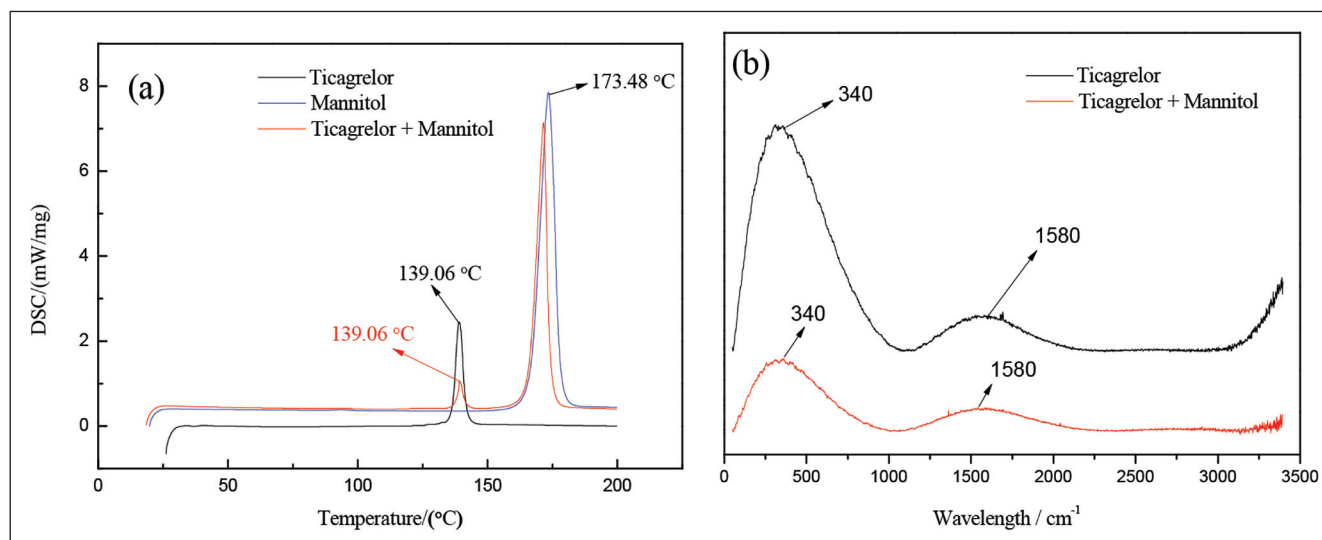 (a)
Ticagrelor
Mannitol
Ticagrelor + Mannitol
173.48 °C
139.06 °C
139.06 °C
DSC/(mW/mg)
8
6
4
2
0
0
50
100
150
200
Temperature/(°C)
(b)
Ticagrelor
Ticagrelor + Mannitol
340
1580
340
1580
0
500
1000
1500
2000
2500
3000
3500
Wavelength / cm⁻¹